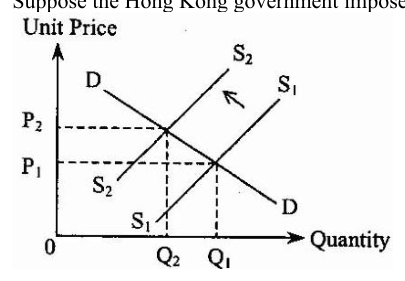 Suppose the Hong Kong government impose
Unit Price
S₂
D
S₁
P₂
P₁
S₂
S₁
D
0
Q₂
Q₁
Quantity